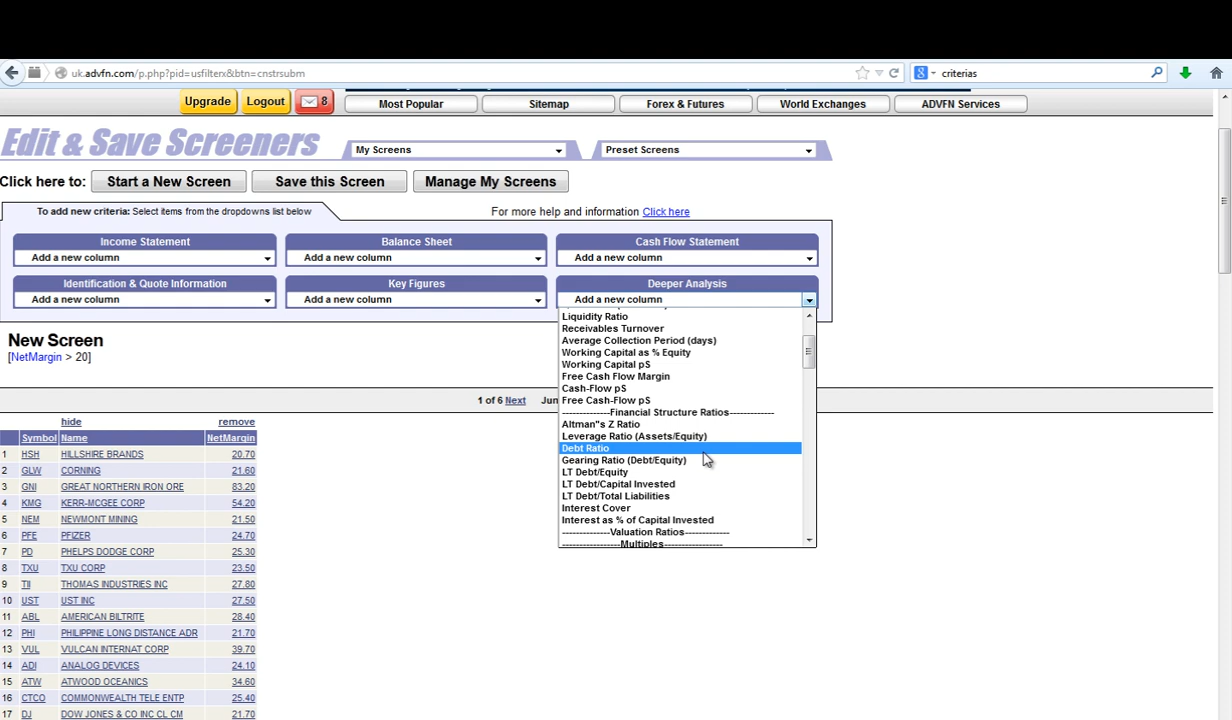 uk.advfn.com/p.php?pid=usfilterx&btn=cnstrsubm
criterias
Upgrade Logout 8 Most Popular Sitemap Forex & Futures World Exchanges ADVFN Services
Edit & Save Screeners My Screens Preset Screens
Click here to: Start a New Screen Save this Screen Manage My Screens
To add new criteria: Select items from the dropdowns list below For more help and information Click here
Income Statement Balance Sheet Cash Flow Statement
Add a new column Add a new column Add a new column
Identification & Quote Information Key Figures Deeper Analysis
Add a new column Add a new column Add a new column
Liquidity Ratio
Receivables Turnover
Average Collection Period (days)
Working Capital as % Equity
Working Capital pS
Free Cash Flow Margin
Cash-Flow pS
Free Cash-Flow pS
--------------Financial Structure Ratios-------------
Altman"s Z Ratio
Leverage Ratio (Assets/Equity)
Debt Ratio
Gearing Ratio (Debt/Equity)
LT Debt/Equity
LT Debt/Capital Invested
LT Debt/Total Liabilities
Interest Cover
Interest as % of Capital Invested
--------------Valuation Ratios-------------
-----------------Multiples-----------------
New Screen
[NetMargin > 20]
1 of 6 Next Jun
hide remove
Symbol Name NetMargin
1 HSH HILLSHIRE BRANDS 20.70
2 GLW CORNING 21.60
3 GNI GREAT NORTHERN IRON ORE 83.20
4 KMG KERR-MCGEE CORP 54.20
5 NEM NEWMONT MINING 21.50
6 PFE PFIZER 24.70
7 PD PHELPS DODGE CORP 25.30
8 TXU TXU CORP 23.50
9 TII THOMAS INDUSTRIES INC 27.80
10 UST UST INC 27.50
11 ABL AMERICAN BILTRITE 28.40
12 PHI PHILIPPINE LONG DISTANCE ADR 21.70
13 VUL VULCAN INTERNAT CORP 39.70
14 ADI ANALOG DEVICES 24.10
15 ATW ATWOOD OCEANICS 34.60
16 CTCO COMMONWEALTH TELE ENTP 25.40
17 DJ DOW JONES & CO INC CL CM 21.70